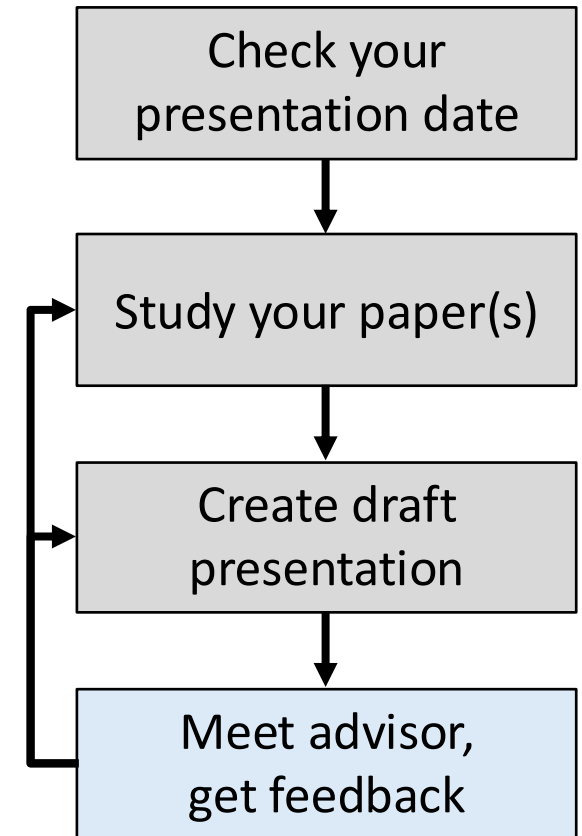 Check your
presentation date
Study your paper(s)
Create draft
presentation
Meet advisor,
get feedback